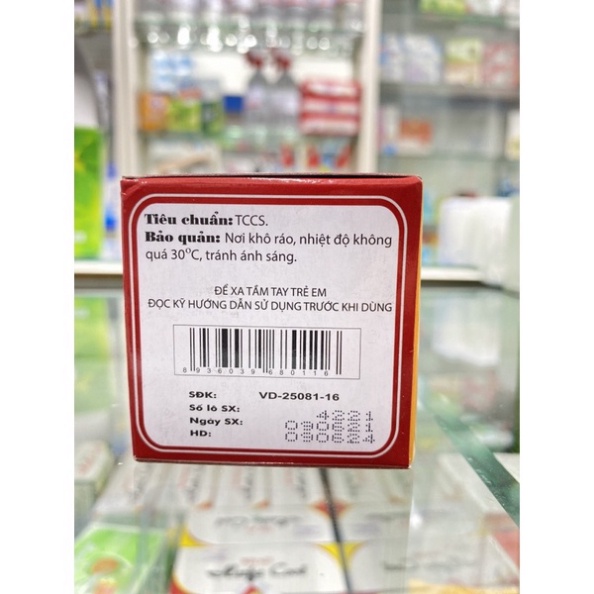 Tiêu chuẩn: TCCS.
Bảo quản: Nơi khô ráo, nhiệt độ không
quá 30°C, tránh ánh sáng.
ĐỂ XA TẦM TAY TRẺ EM
ĐỌC KỸ HƯỚNG DẪN SỬ DỤNG TRƯỚC KHI DÙNG
8936039680116
SĐK: VD-25081-16
Số lô SX: 4221
Ngày SX: 090621
HD: 090624